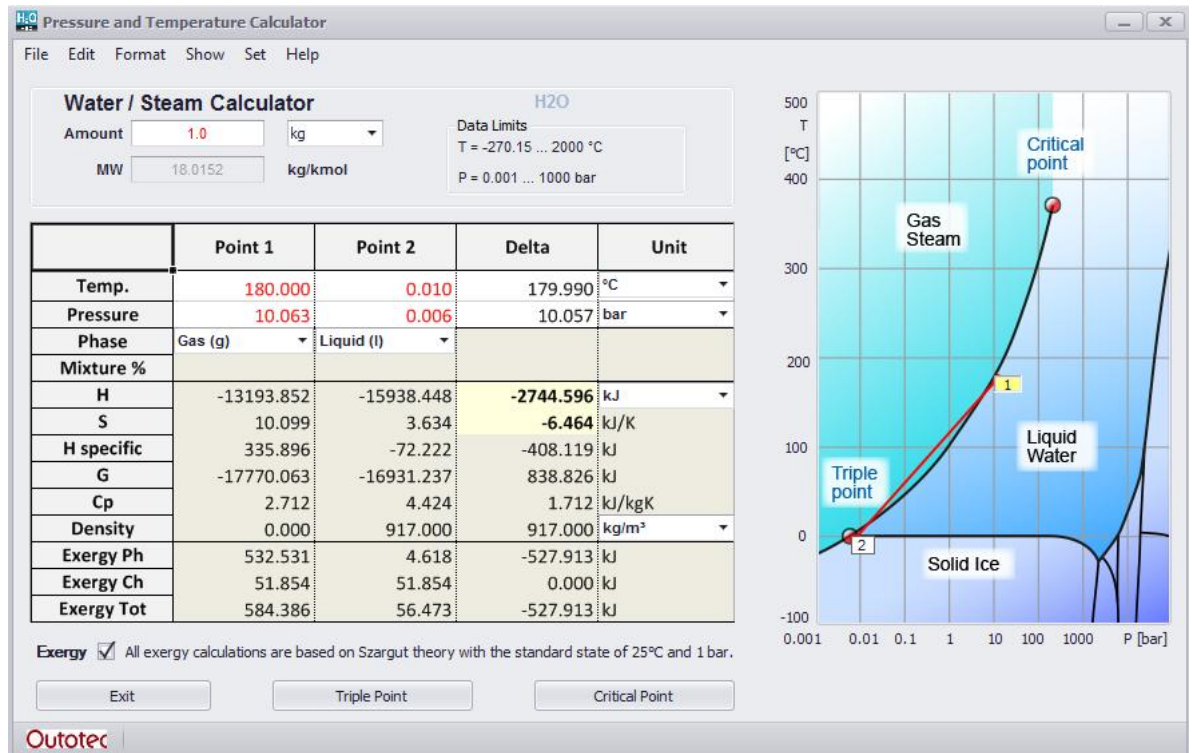 H2O Pressure and Temperature Calculator
File Edit Format Show Set Help
Water / Steam Calculator H2O
Amount 1.0 kg
MW 18.0152 kg/kmol
Data Limits
T = -270.15 ... 2000 °C
P = 0.001 ... 1000 bar
Point 1 Point 2 Delta Unit
Temp. 180.000 0.010 179.990 °C
Pressure 10.063 0.006 10.057 bar
Phase Gas (g) Liquid (l)
Mixture %
H -13193.852 -15938.448 -2744.596 kJ
S 10.099 3.634 -6.464 kJ/K
H specific 335.896 -72.222 -408.119 kJ
G -17770.063 -16931.237 838.826 kJ
Cp 2.712 4.424 1.712 kJ/kgK
Density 0.000 917.000 917.000 kg/m³
Exergy Ph 532.531 4.618 -527.913 kJ
Exergy Ch 51.854 51.854 0.000 kJ
Exergy Tot 584.386 56.473 -527.913 kJ
Exergy All exergy calculations are based on Szargut theory with the standard state of 25°C and 1 bar.
Exit Triple Point Critical Point
Outotec
500
T
[°C]
400
300
200
100
0
-100
Critical
point
Gas
Steam
1
Liquid
Water
Triple
point
2
Solid Ice
0.001 0.01 0.1 1 10 100 1000 P [bar]